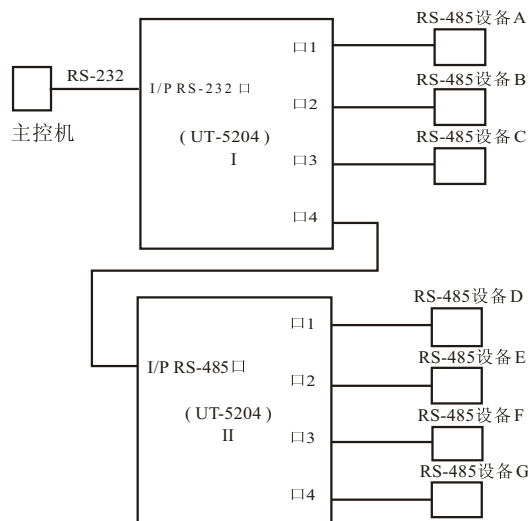 RS-485设备A
口1
RS-232
I/P RS-232 口
RS-485设备B
主控机
口2
(UT-5204)
I
RS-485设备C
口3
口4
RS-485设备D
口1
I/P RS-485口
RS-485设备E
口2
(UT-5204)
II
RS-485设备F
口3
RS-485设备G
口4